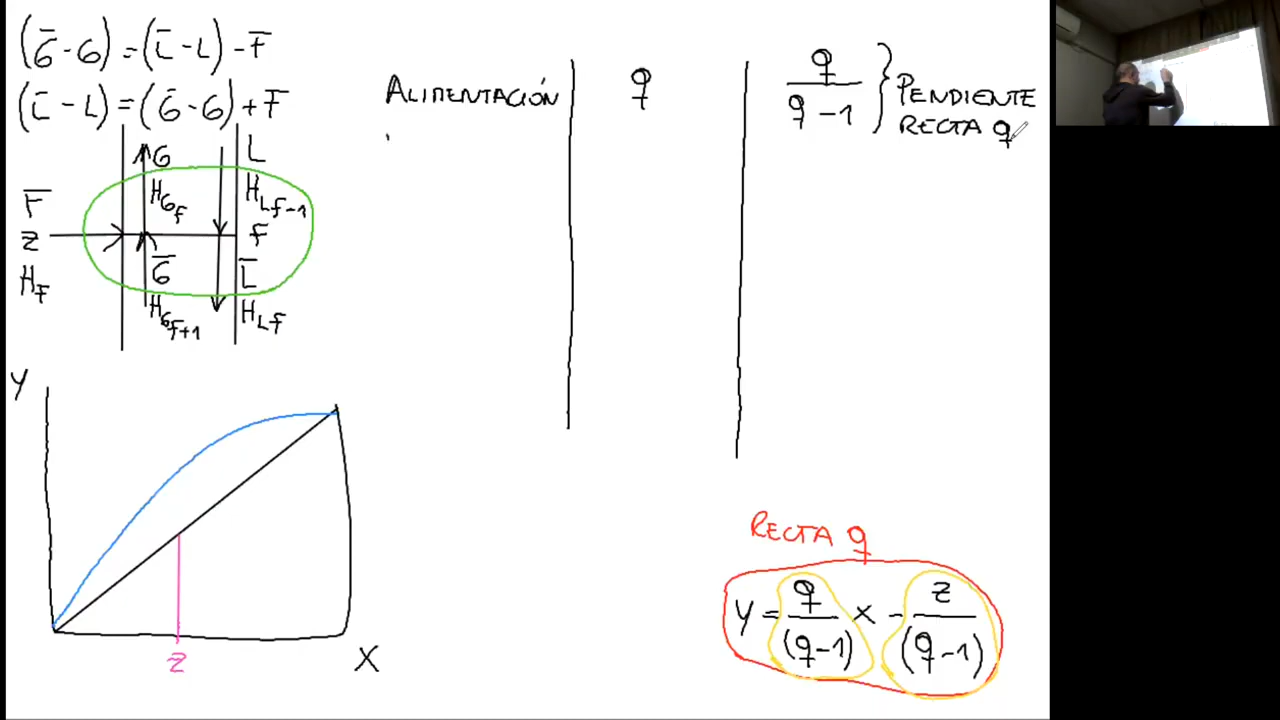 (G̅ - G) = (L̅ - L) - F̅
(L̅ - L) = (G̅ - G) + F̅
G L
H_Gf H_Lf-1
F̅
z f
H_F G̅ L̅
H_Gf+1 H_Lf
Y
z
X
ALIMENTACIÓN
q
q
q - 1
} PENDIENTE
RECTA q
RECTA q
y = q/(q-1) x - z/(q-1)